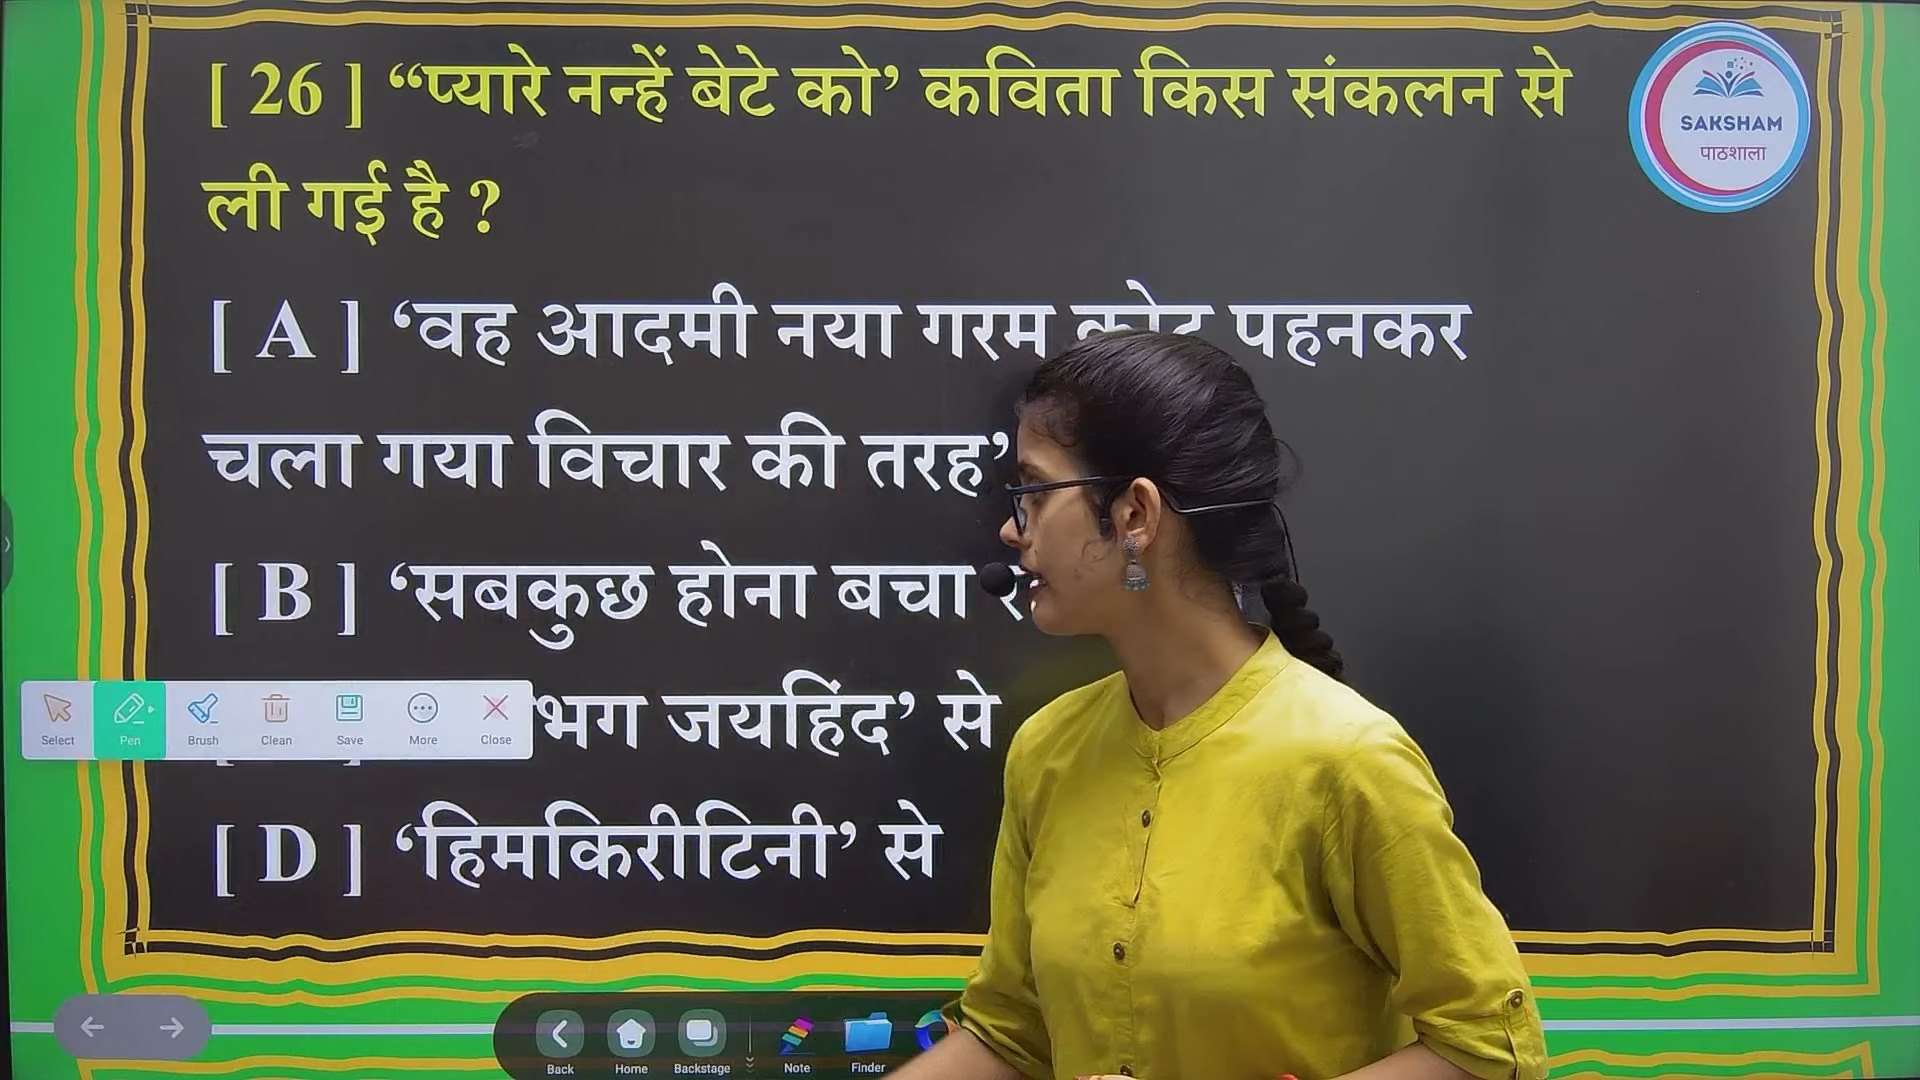 [ 26 ] “प्यारे नन्हें बेटे को’ कविता किस संकलन से
ली गई है ?
[ A ] ‘वह आदमी नया गरम कोट पहनकर
चला गया विचार की तरह’
[ B ] ‘सबकुछ होना बचा
जयहिंद’ से
[ D ] ‘हिमकिरीटिनी’ से
SAKSHAM
पाठशाला
Select Pen Brush Clean Save More Close
Back Home Backstage Note Finder